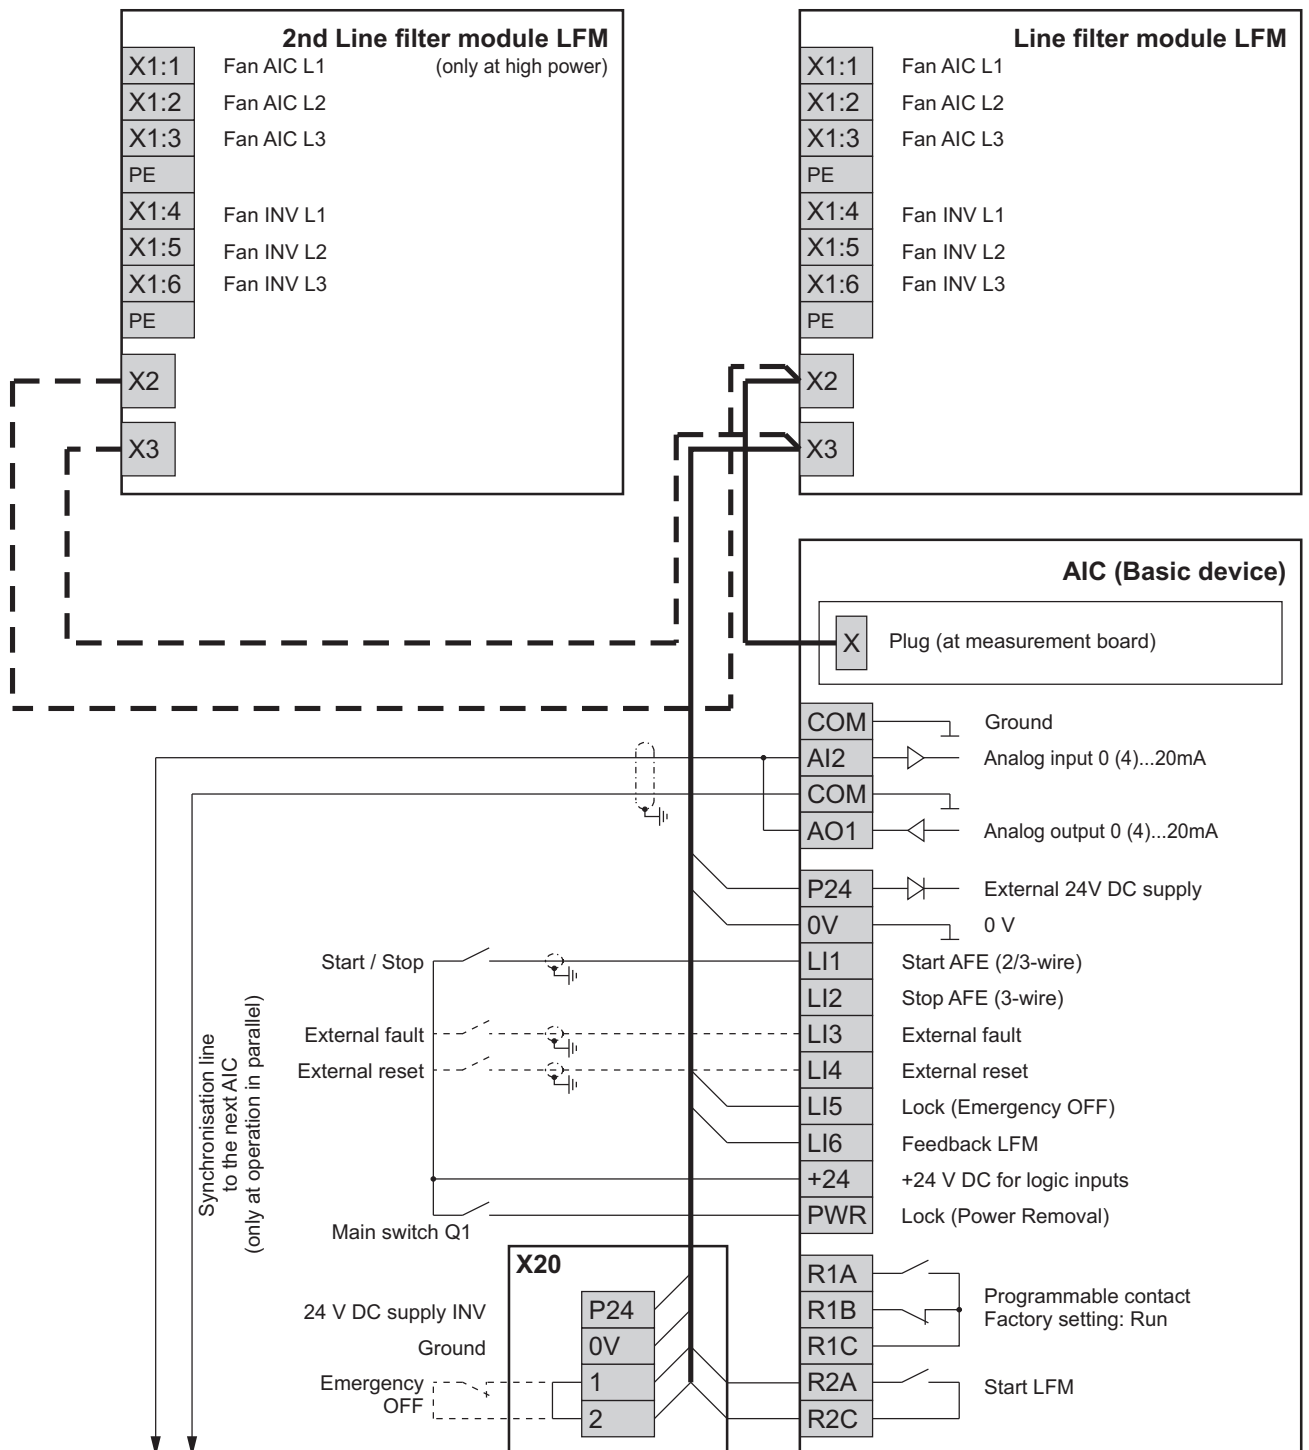 2nd Line filter module LFM
(only at high power)
X1:1 Fan AIC L1
X1:2 Fan AIC L2
X1:3 Fan AIC L3
PE
X1:4 Fan INV L1
X1:5 Fan INV L2
X1:6 Fan INV L3
PE
X2
X3
Line filter module LFM
X1:1 Fan AIC L1
X1:2 Fan AIC L2
X1:3 Fan AIC L3
PE
X1:4 Fan INV L1
X1:5 Fan INV L2
X1:6 Fan INV L3
PE
X2
X3
AIC (Basic device)
X Plug (at measurement board)
COM Ground
AI2 Analog input 0 (4)...20mA
COM
AO1 Analog output 0 (4)...20mA
P24 External 24V DC supply
0V 0 V
Start / Stop LI1 Start AFE (2/3-wire)
LI2 Stop AFE (3-wire)
External fault LI3 External fault
External reset LI4 External reset
LI5 Lock (Emergency OFF)
LI6 Feedback LFM
+24 +24 V DC for logic inputs
Main switch Q1 PWR Lock (Power Removal)
Synchronisation line
to the next AIC
(only at operation in parallel)
X20
24 V DC supply INV P24
Ground 0V
Emergency
OFF
1
2
R1A
R1B
R1C
Programmable contact
Factory setting: Run
R2A
R2C
Start LFM